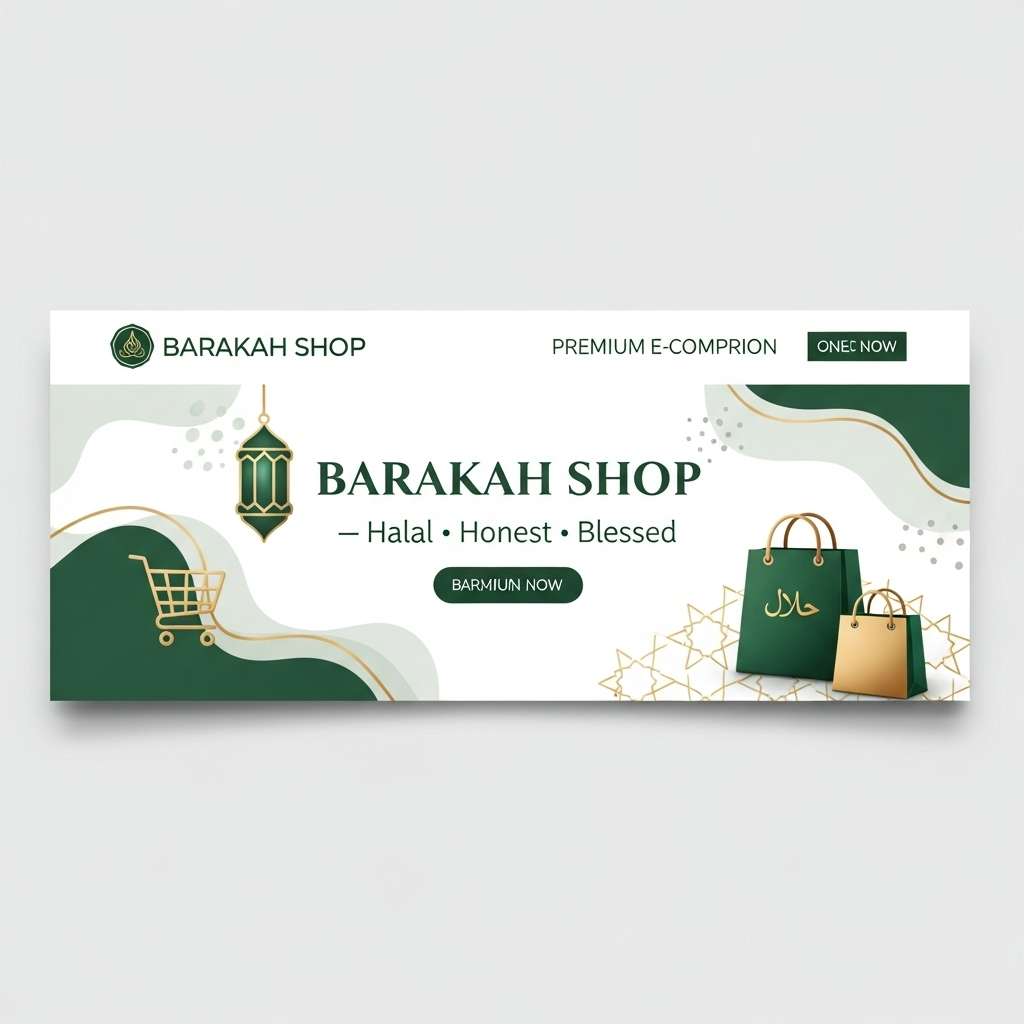 BARAKAH SHOP
PREMIUM E-COMPRION
ONEC NOW
BARAKAH SHOP
— Halal • Honest • Blessed
BARMIUN NOW
حلال